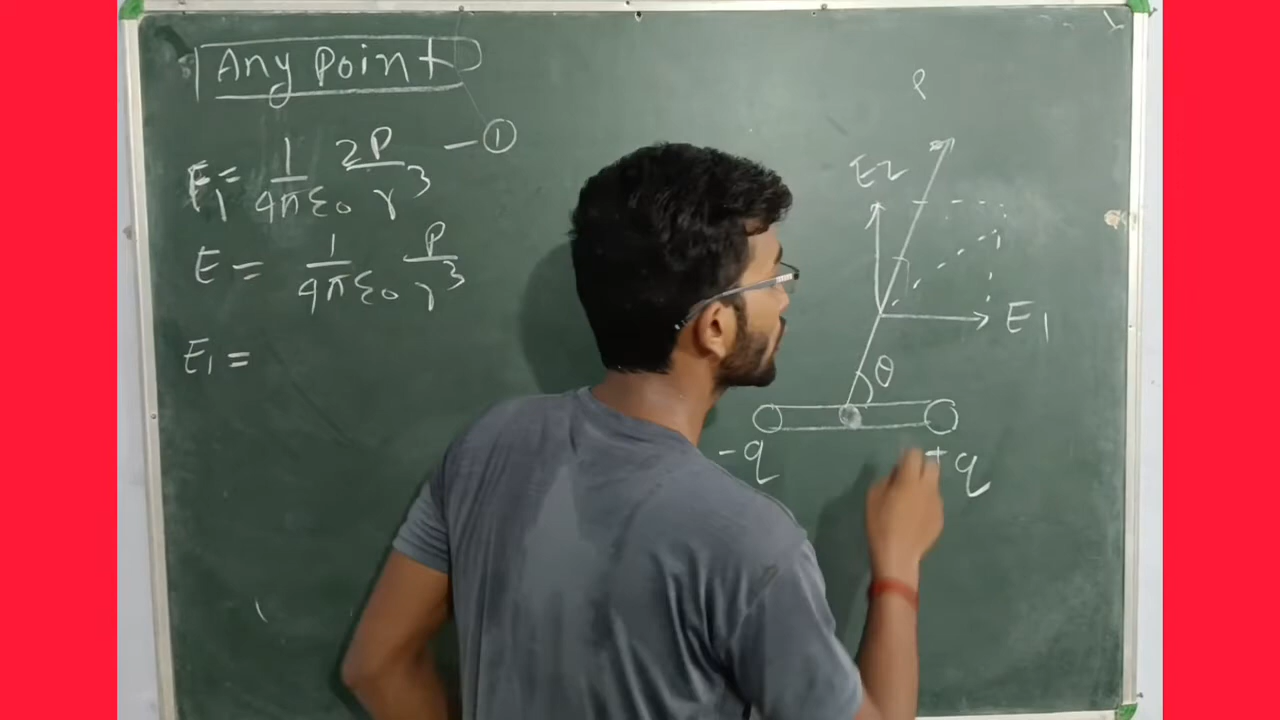 Any Point
E₁ = 1/4πε₀ 2P/r³ — ①
E = 1/4πε₀ P/r³
E₁ =
P
E2
E1
θ
-q
+q